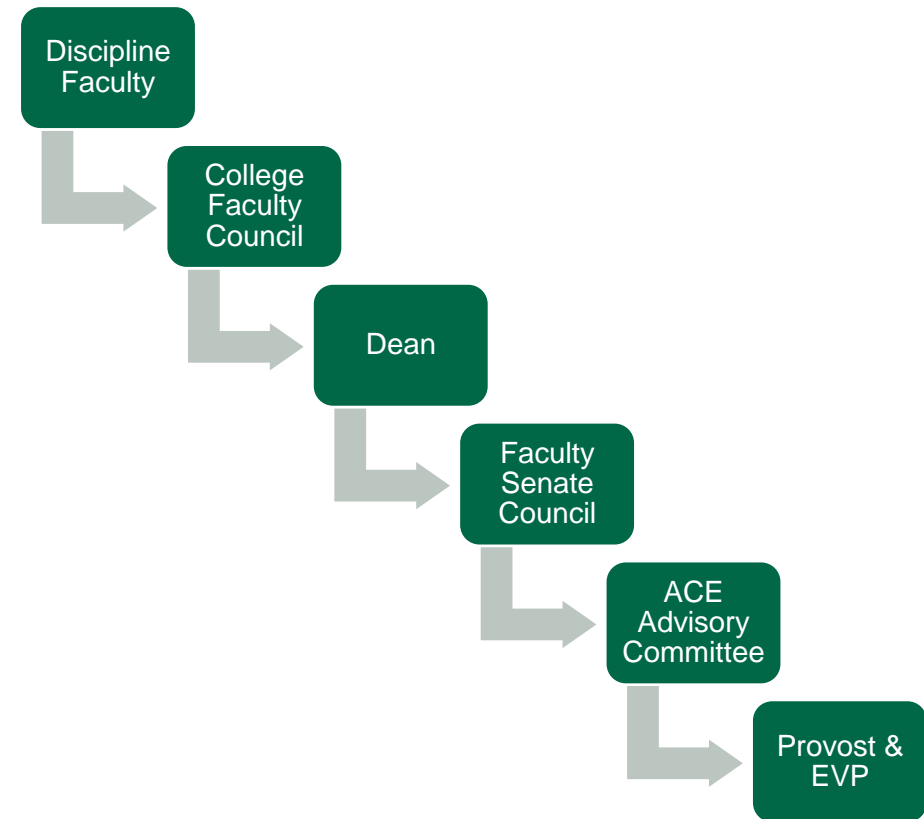 Discipline
Faculty
College
Faculty
Council
Dean
Faculty
Senate
Council
ACE
Advisory
Committee
Provost &
EVP